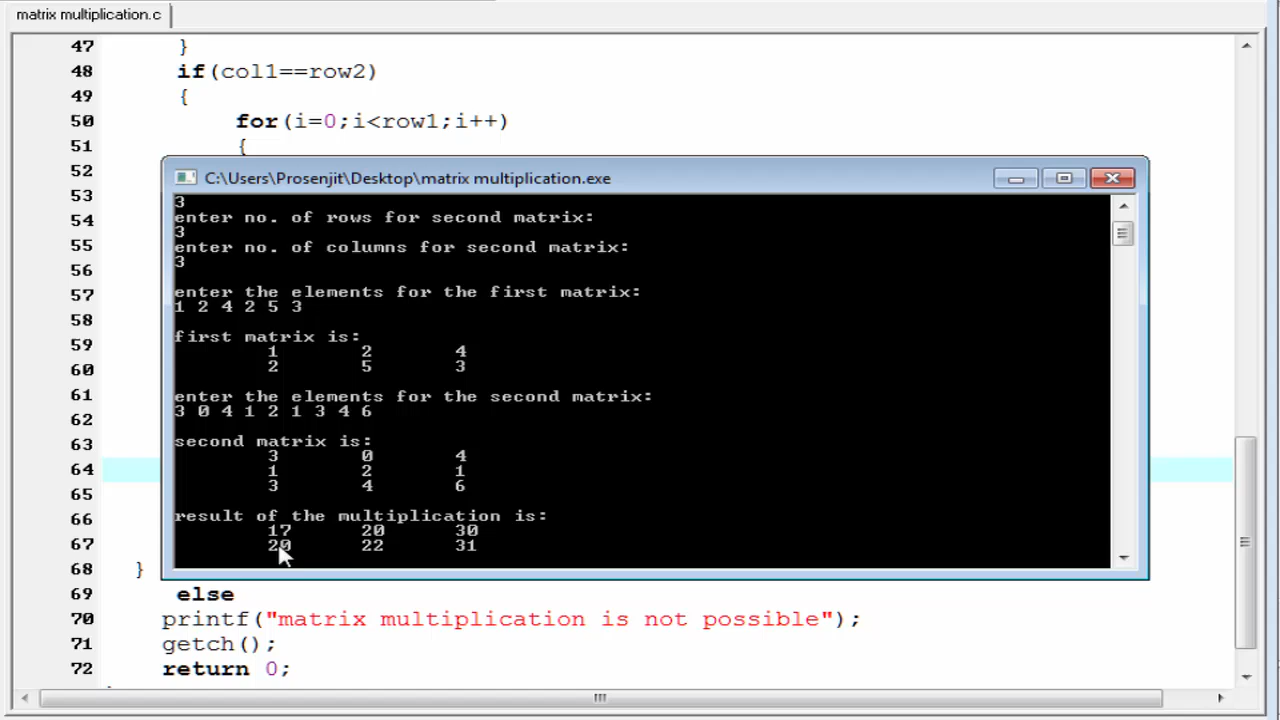 matrix multiplication.c
47 }
48 if(col1==row2)
49 {
50 for(i=0;i<row1;i++)
51 {
52
53
54
55
56
57
58
59
60
61
62
63
64
65
66
67
68 }
69 else
70 printf("matrix multiplication is not possible");
71 getch();
72 return 0;
C:\Users\Prosenjit\Desktop\matrix multiplication.exe
3
enter no. of rows for second matrix:
3
enter no. of columns for second matrix:
3
enter the elements for the first matrix:
1 2 4 2 5 3
first matrix is:
1 2 4
2 5 3
enter the elements for the second matrix:
3 0 4 1 2 1 3 4 6
second matrix is:
3 0 4
1 2 1
3 4 6
result of the multiplication is:
17 20 30
20 22 31